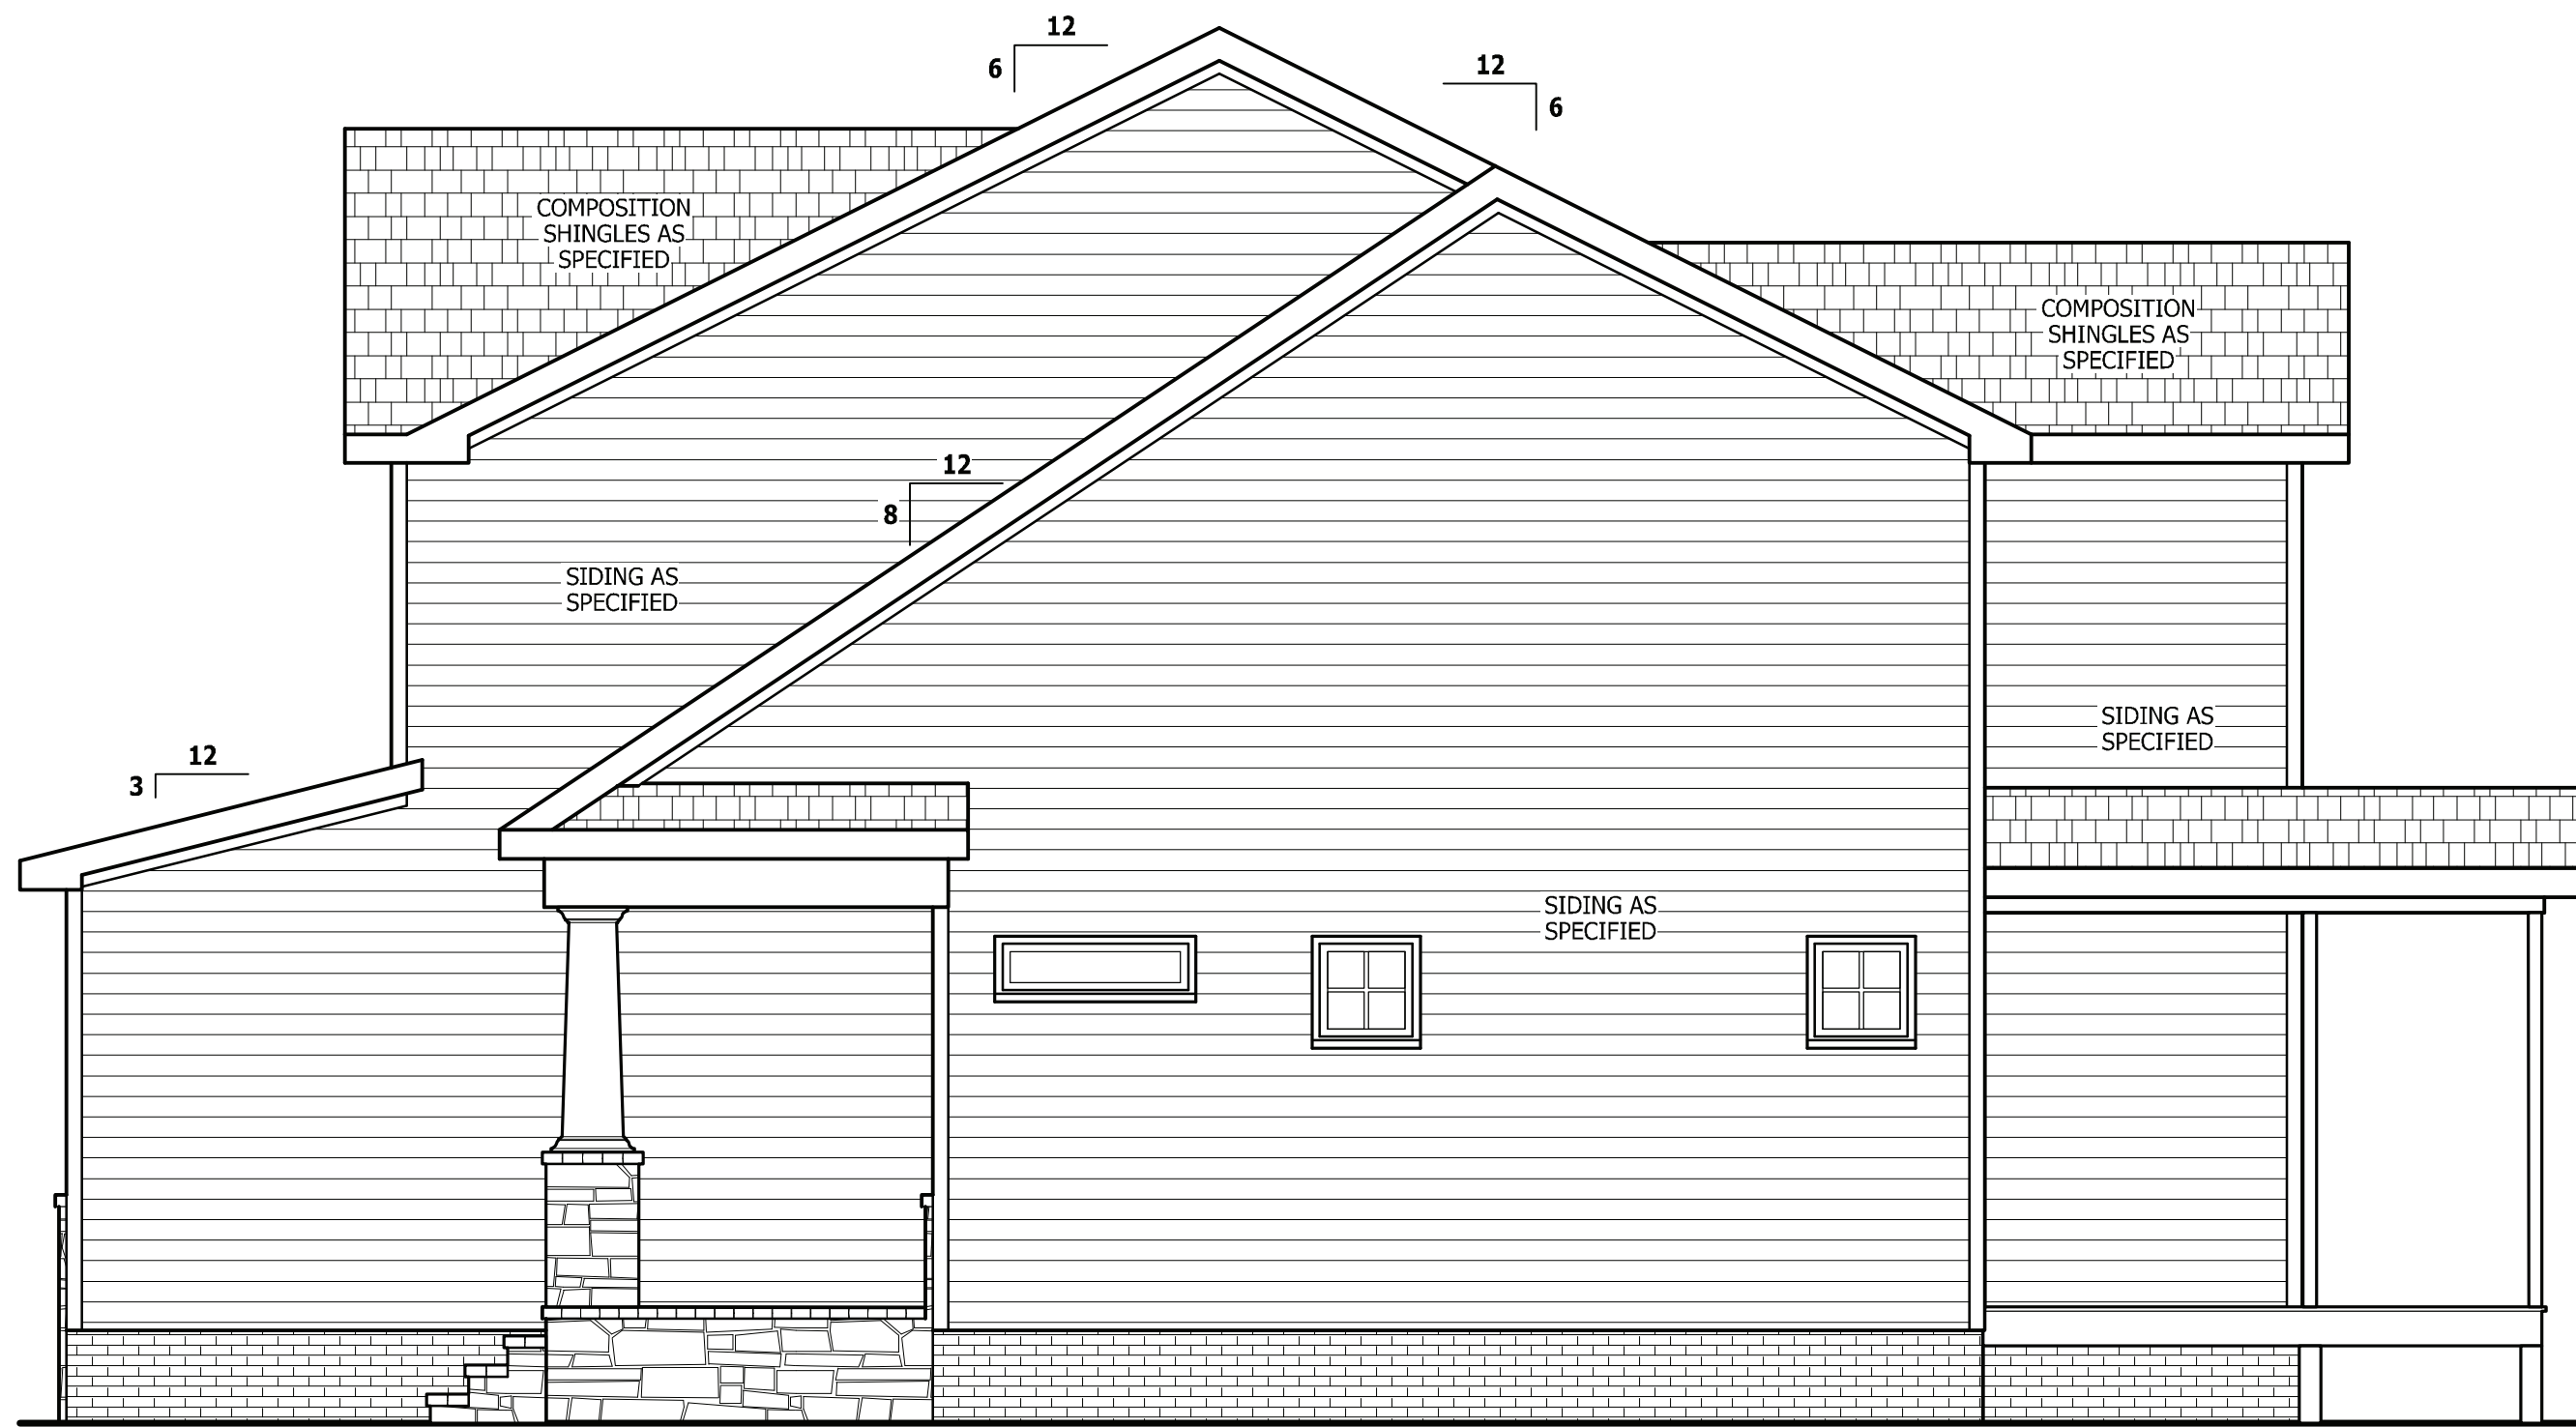 12
6
12
6
COMPOSITION
SHINGLES AS
SPECIFIED
COMPOSITION
SHINGLES AS
SPECIFIED
12
8
SIDING AS
SPECIFIED
SIDING AS
SPECIFIED
12
3
SIDING AS
SPECIFIED